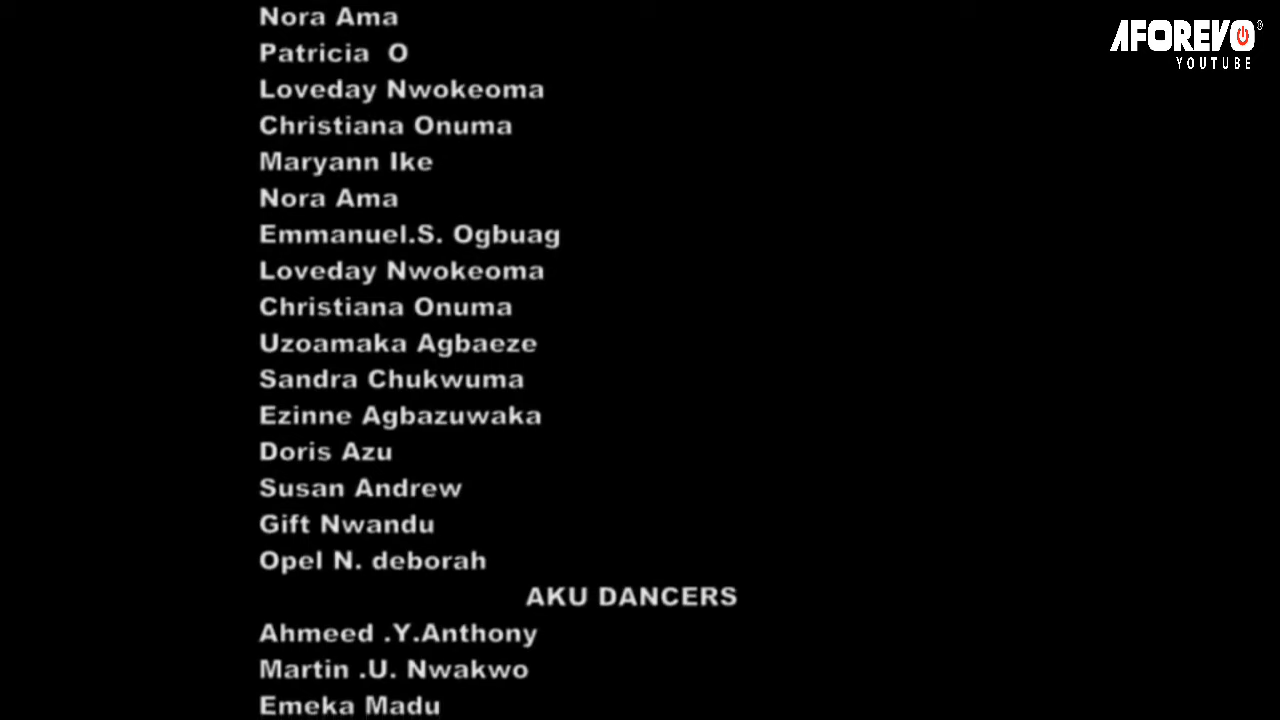 Nora Ama
AFOREVO®
YOUTUBE
Patricia O
Loveday Nwokeoma
Christiana Onuma
Maryann Ike
Nora Ama
Emmanuel.S. Ogbuag
Loveday Nwokeoma
Christiana Onuma
Uzoamaka Agbaeze
Sandra Chukwuma
Ezinne Agbazuwaka
Doris Azu
Susan Andrew
Gift Nwandu
Opel N. deborah
AKU DANCERS
Ahmeed .Y.Anthony
Martin .U. Nwakwo
Emeka Madu